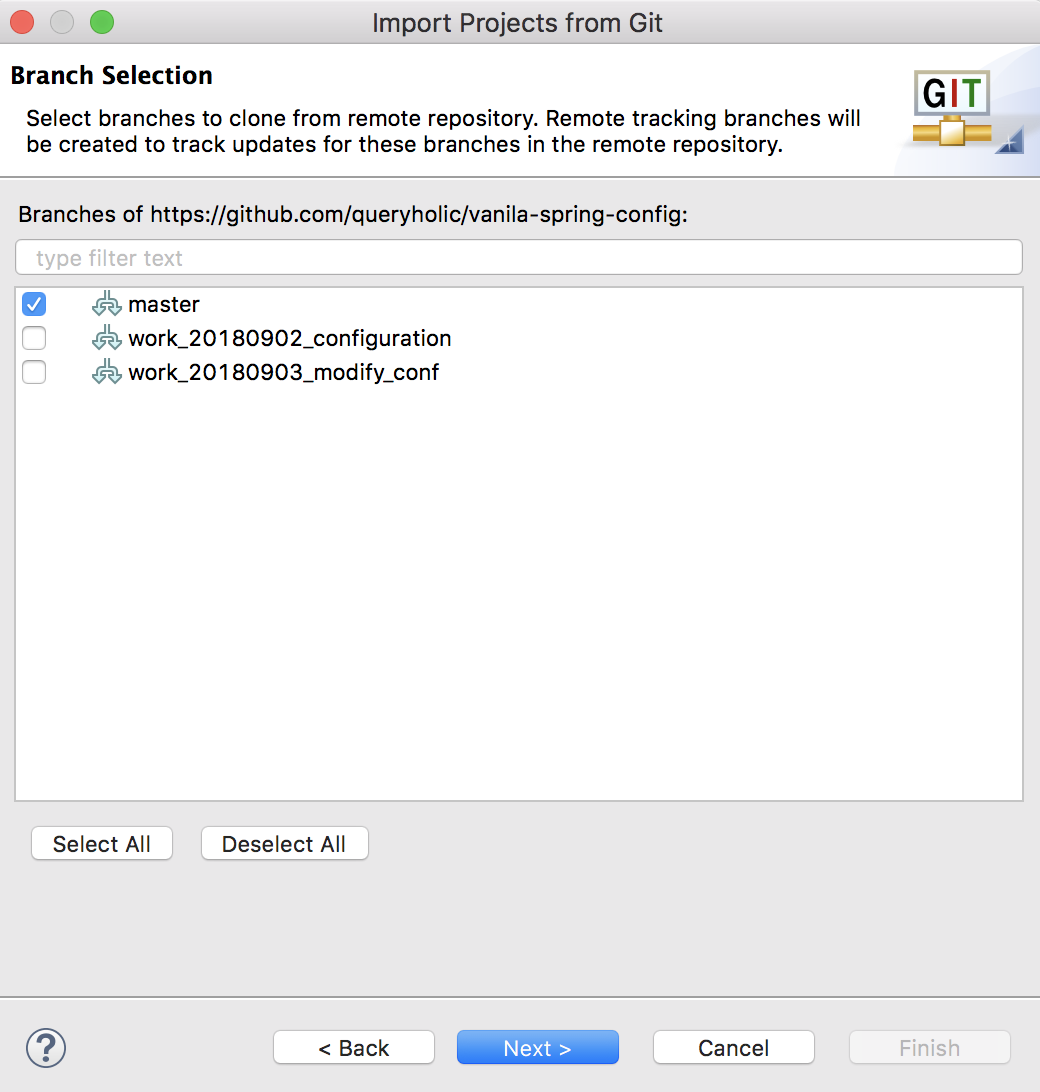 Import Projects from Git
Branch Selection
Select branches to clone from remote repository. Remote tracking branches will
be created to track updates for these branches in the remote repository.
GIT
Branches of https://github.com/queryholic/vanila-spring-config:
type filter text
master
work_20180902_configuration
work_20180903_modify_conf
Select All
Deselect All
?
< Back
Next >
Cancel
Finish